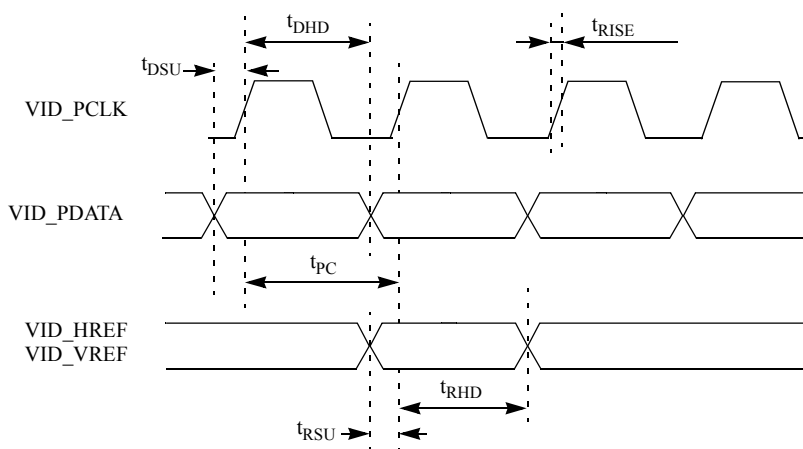 tDHD
tRISE
tDSU
VID_PCLK
VID_PDATA
tPC
VID_HREF
VID_VREF
tRHD
tRSU